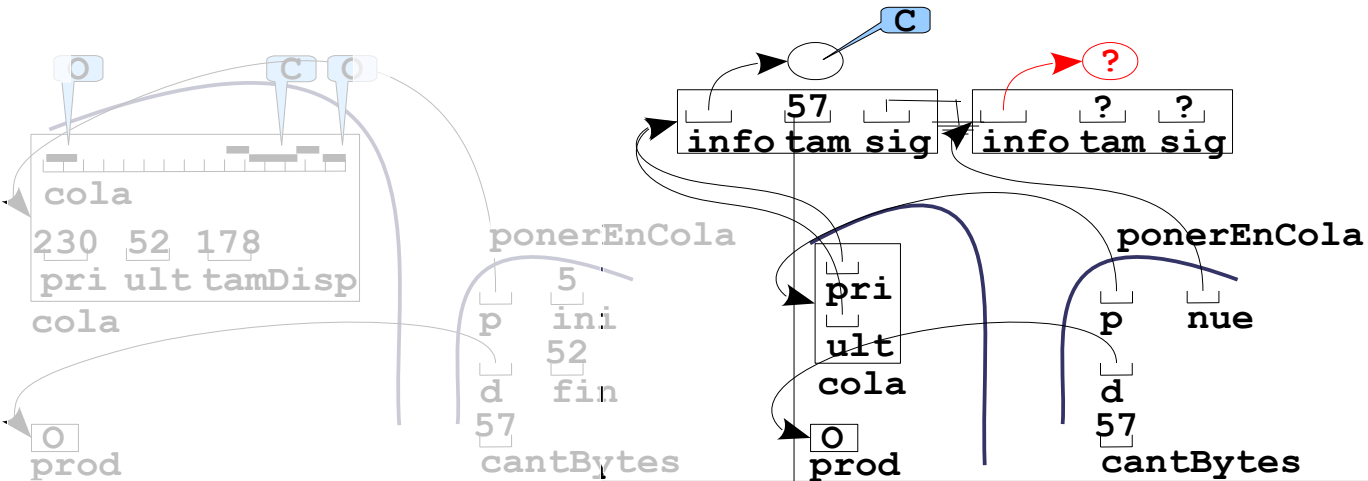 C
O C O ?
57 ? ?
info tam sig info tam sig
cola
230 52 178 ponerEnCola ponerEnCola
pri ult tamDisp 5 pri
cola p ini p nue
52 ult
d fin cola d
57 57
O O
prod cantBytes prod cantBytes